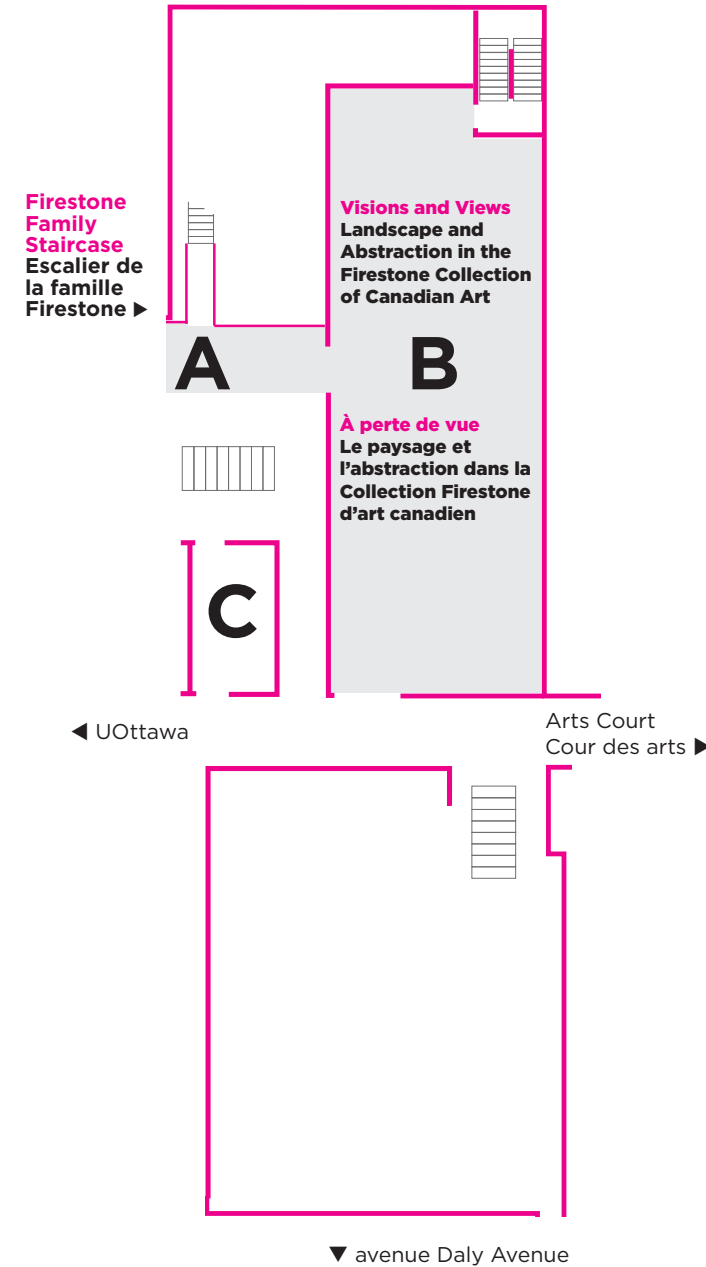 Firestone
Family
Staircase
Escalier de
la famille
Firestone ▶
Visions and Views
Landscape and
Abstraction in the
Firestone Collection
of Canadian Art
A
B
À perte de vue
Le paysage et
l’abstraction dans la
Collection Firestone
d’art canadien
C
◀ UOttawa
Arts Court
Cour des arts ▶
▼ avenue Daly Avenue